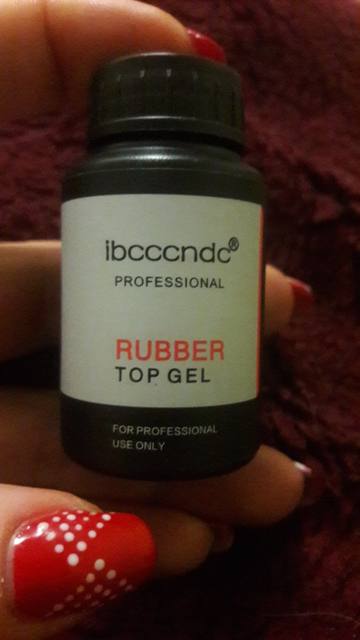 ibcccndc®
PROFESSIONAL
RUBBER
TOP GEL
FOR PROFESSIONAL
USE ONLY